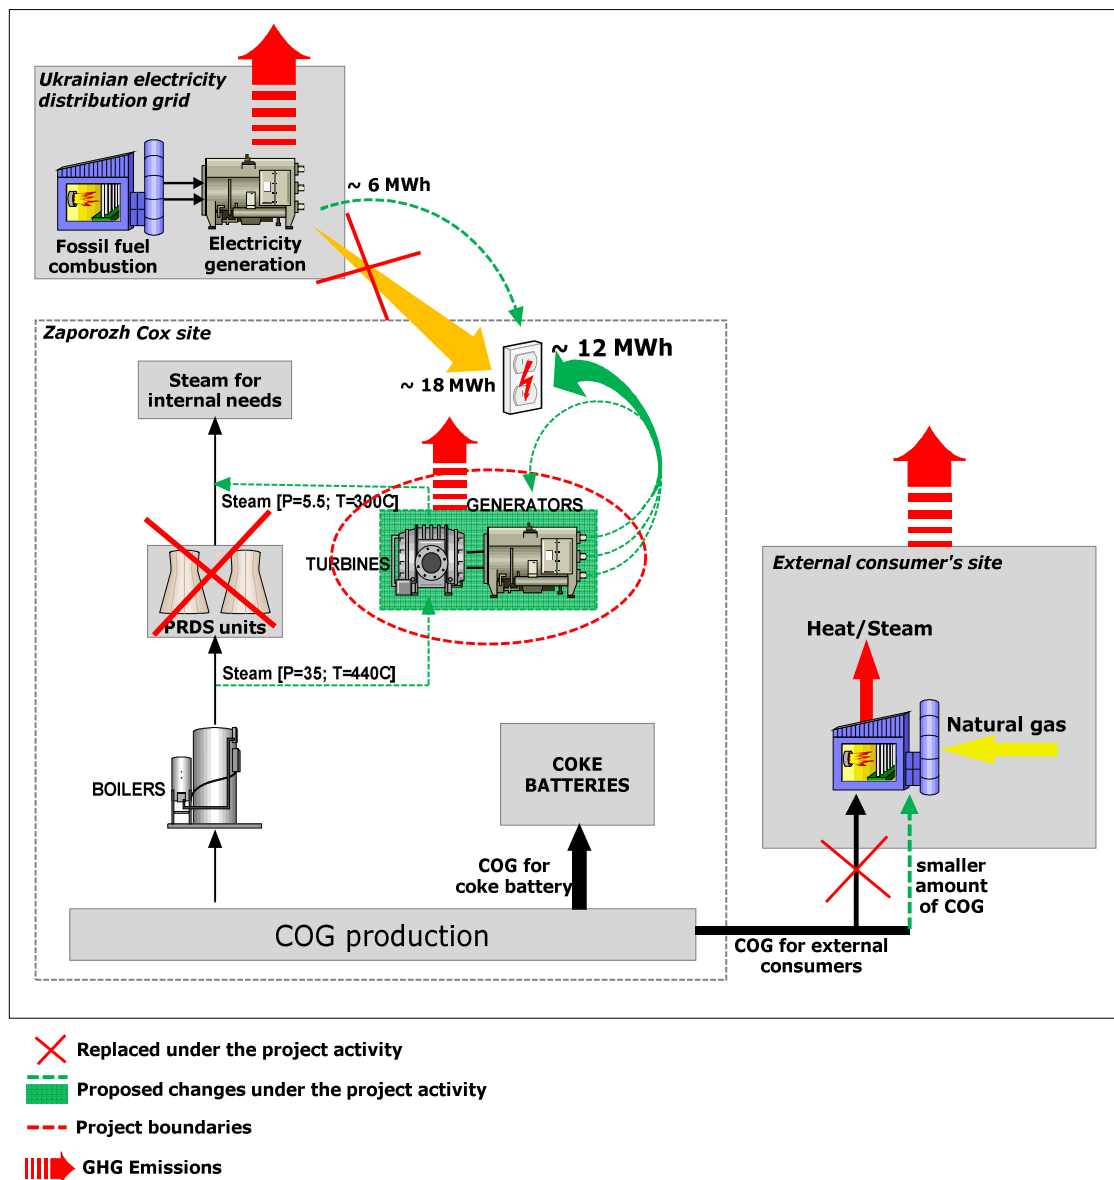 Ukrainian electricity
distribution grid
~ 6 MWh
Fossil fuel
combustion
Electricity
generation
Zaporozh Cox site
~ 12 MWh
~ 18 MWh
Steam for
internal needs
Steam [P=5.5; T=300C]
GENERATORS
TURBINES
PRDS units
Steam [P=35; T=440C]
BOILERS
COKE
BATTERIES
COG for
coke battery
COG production
External consumer's site
Heat/Steam
Natural gas
smaller
amount
of COG
COG for external
consumers
Replaced under the project activity
Proposed changes under the project activity
Project boundaries
GHG Emissions